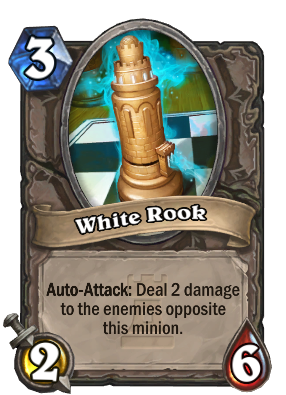 3
White Rook
Auto-Attack: Deal 2 damage
to the enemies opposite
this minion.
2
6